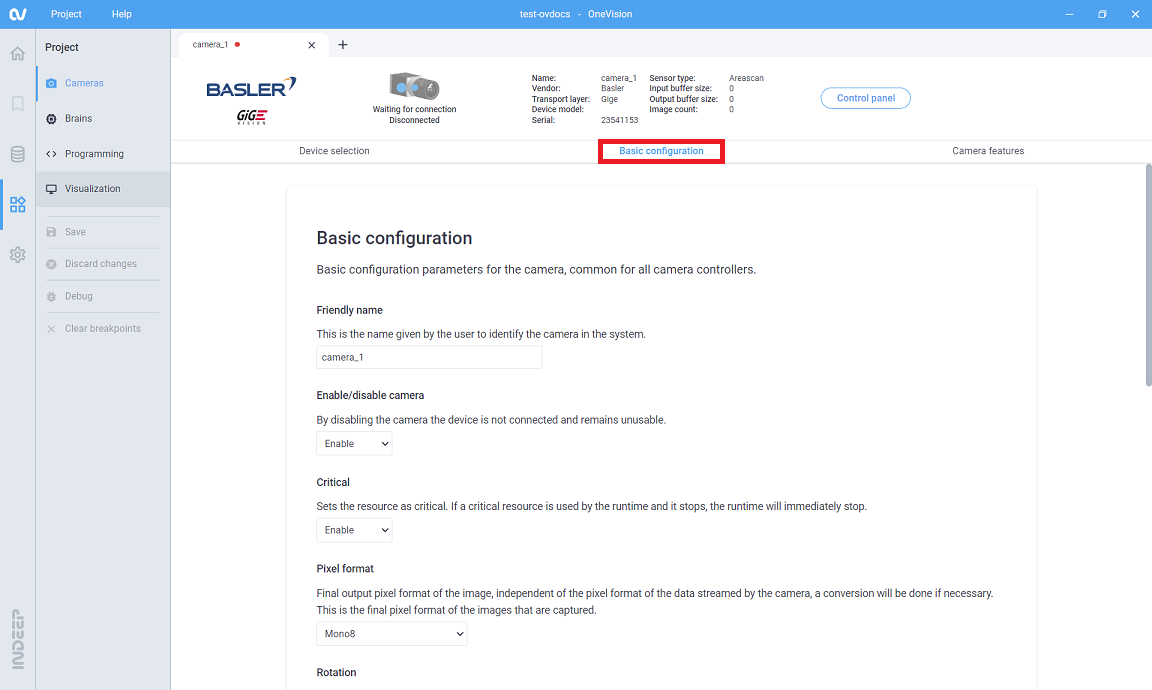 Project
Help
test-ovdocs - OneVision
Project
Cameras
Brains
Programming
Visualization
Save
Discard changes
Debug
Clear breakpoints
INDEEP
camera_1
BASLER
GiGE
VISION
Waiting for connection
Disconnected
Name: camera_1
Vendor: Basler
Transport layer: Gige
Device model:
Serial: 23541153
Sensor type: Areascan
Input buffer size: 0
Output buffer size: 0
Image count: 0
Control panel
Device selection
Basic configuration
Camera features
Basic configuration
Basic configuration parameters for the camera, common for all camera controllers.
Friendly name
This is the name given by the user to identify the camera in the system.
camera_1
Enable/disable camera
By disabling the camera the device is not connected and remains unusable.
Enable
Critical
Sets the resource as critical. If a critical resource is used by the runtime and it stops, the runtime will immediately stop.
Enable
Pixel format
Final output pixel format of the image, independent of the pixel format of the data streamed by the camera, a conversion will be done if necessary.
This is the final pixel format of the images that are captured.
Mono8
Rotation